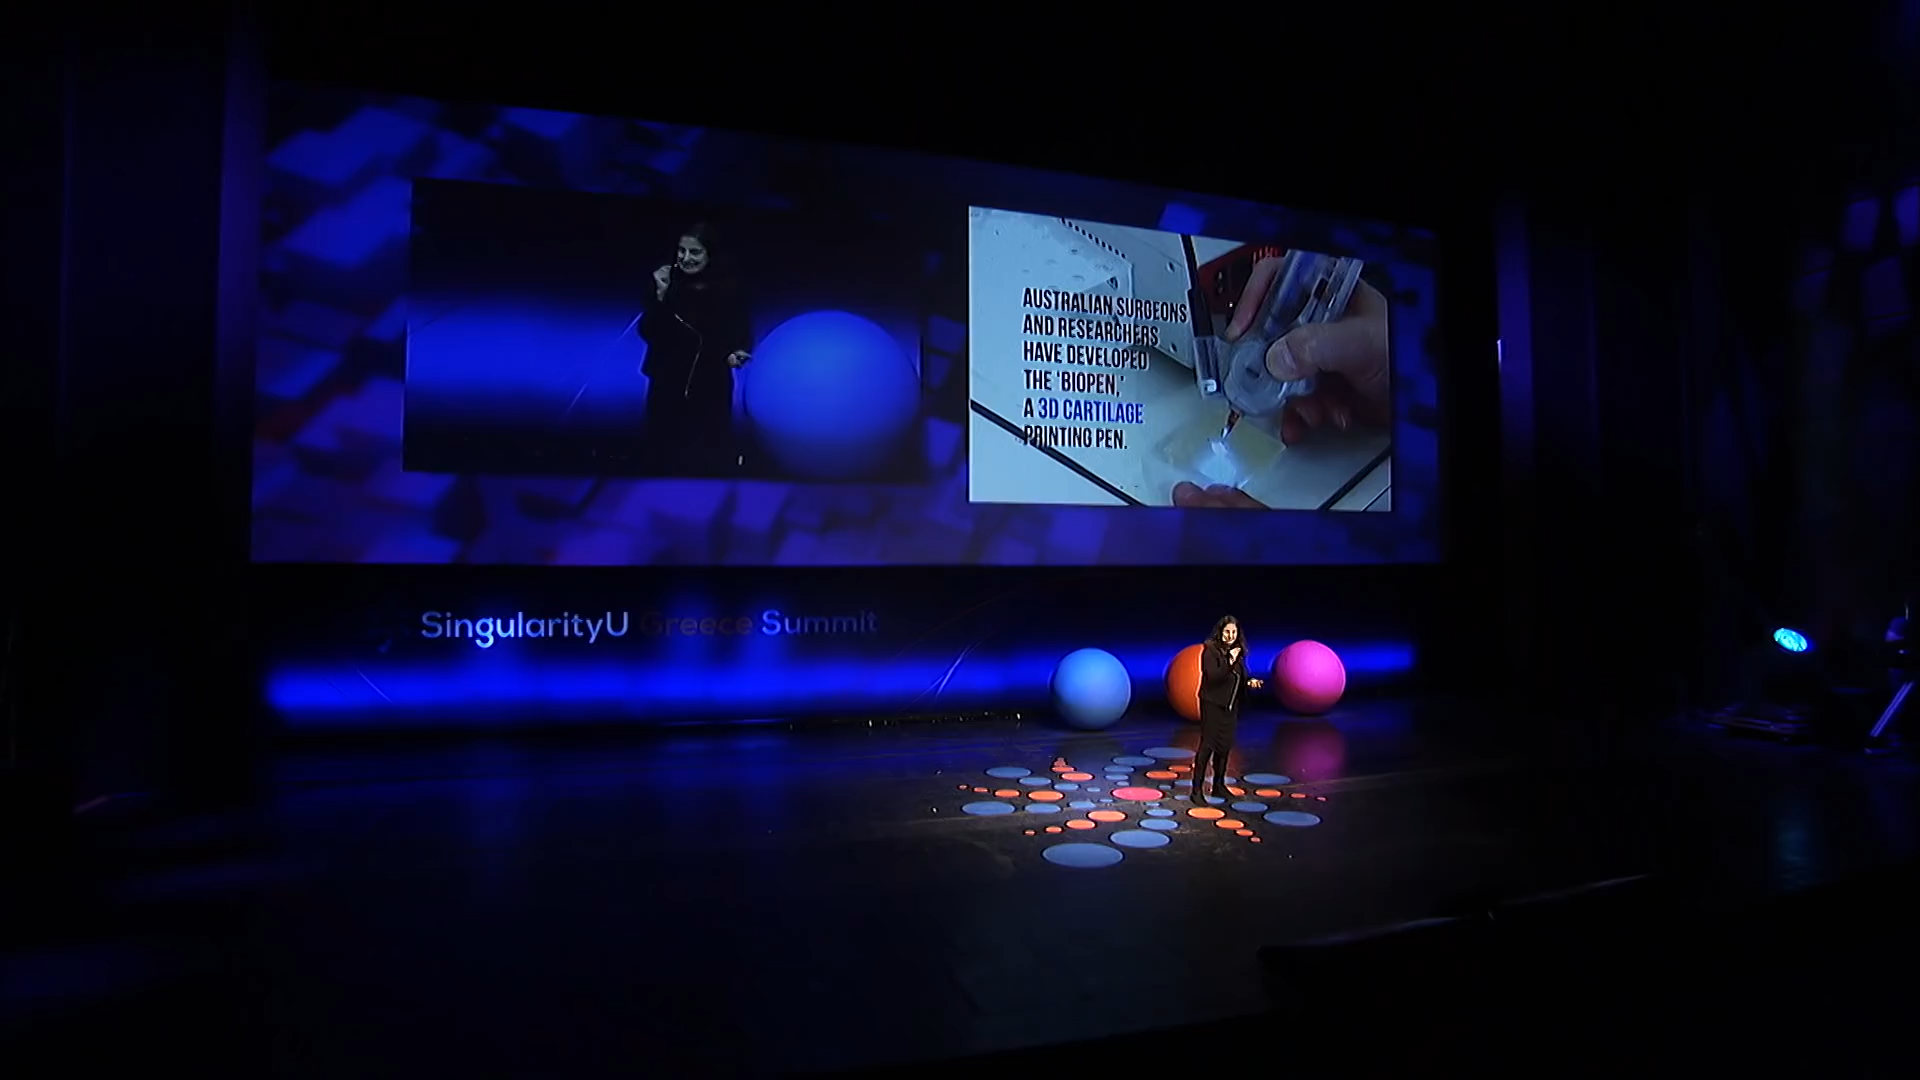 AUSTRALIAN SURGEONS
AND RESEARCHERS
HAVE DEVELOPED
THE 'BIOPEN,'
A 3D CARTILAGE
PRINTING PEN.
SingularityU Greece Summit